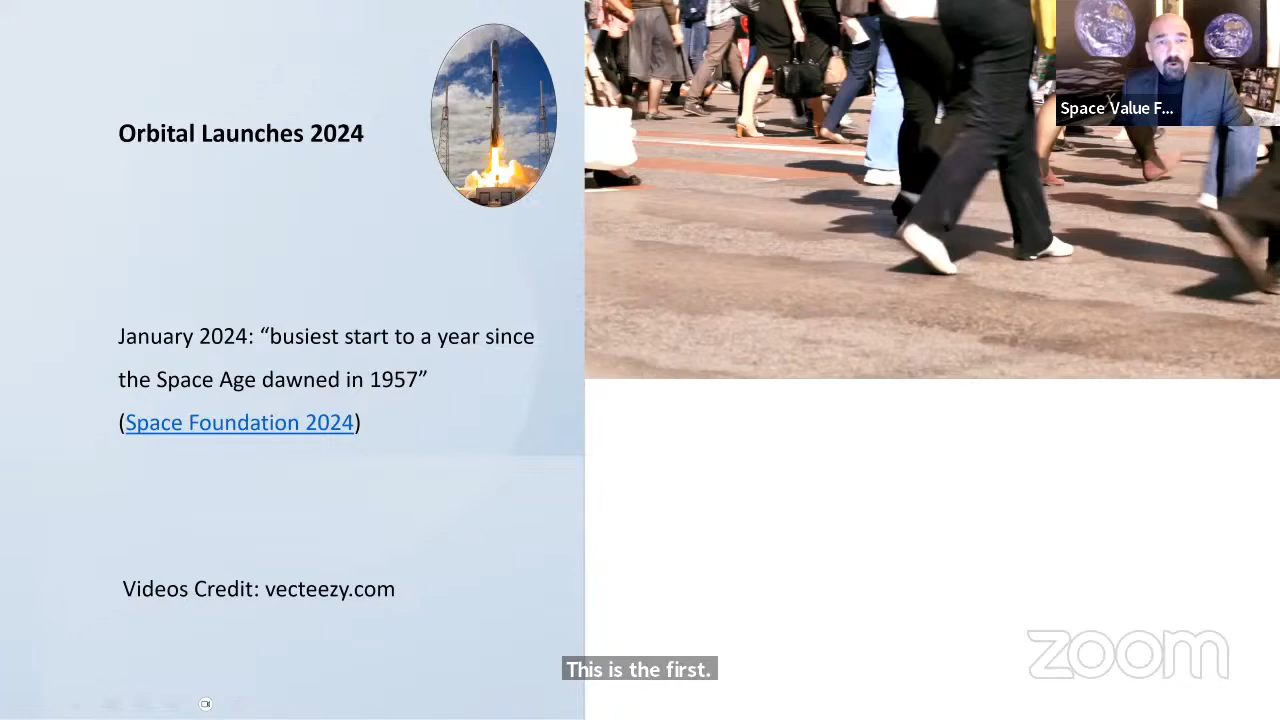 Orbital Launches 2024
Space Value F...
January 2024: “busiest start to a year since
the Space Age dawned in 1957”
(Space Foundation 2024)
Videos Credit: vecteezy.com
This is the first.
zoom